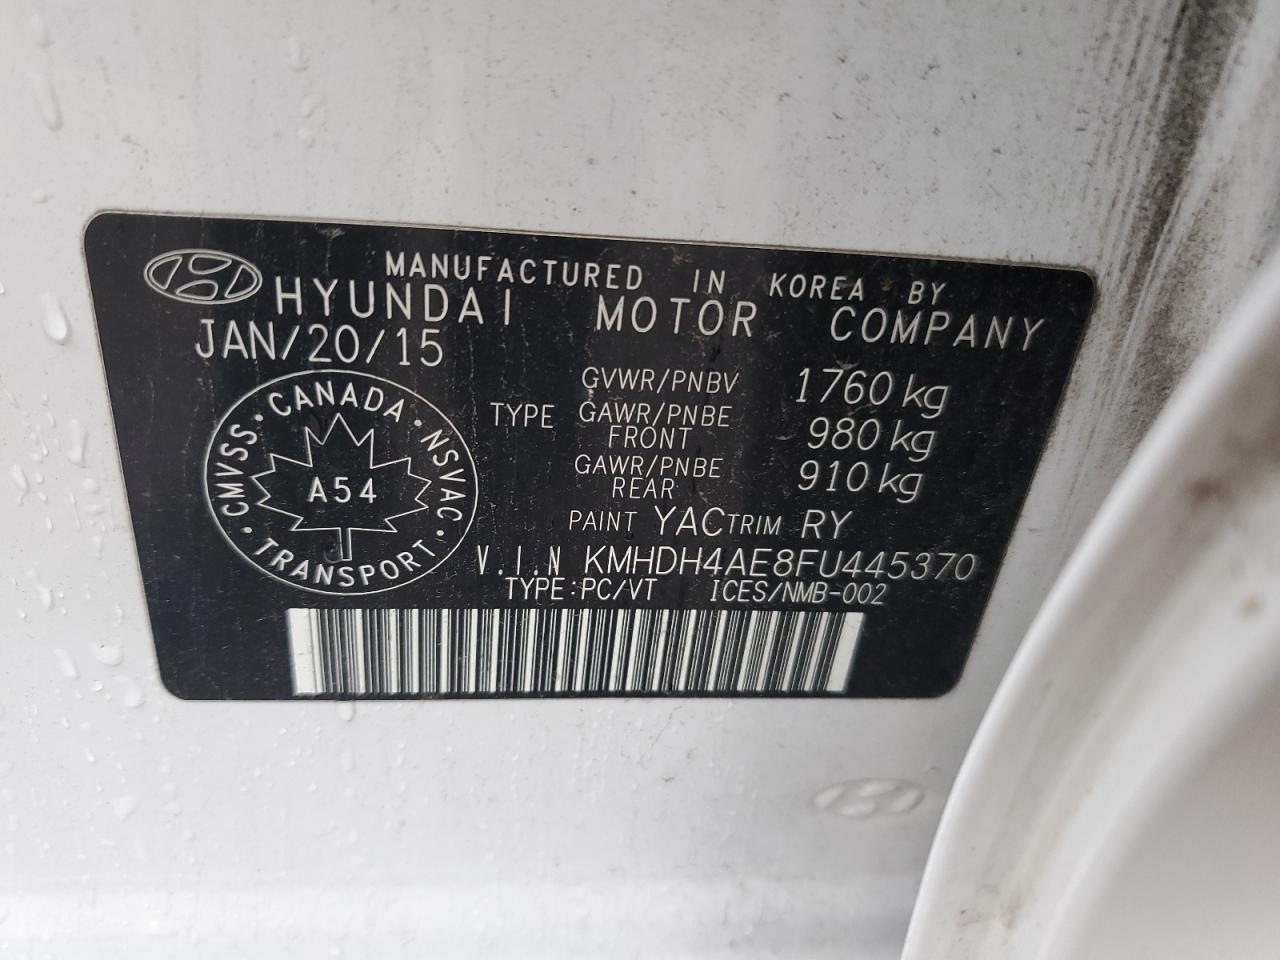 MANUFACTURED IN KOREA BY
HYUNDAI MOTOR COMPANY
JAN/20/15
CMVSS · CANADA · NSVAC · TRANSPORT ·
A54
GVWR/PNBV 1760 kg
TYPE GAWR/PNBE FRONT 980 kg
GAWR/PNBE REAR 910 kg
PAINT YAC TRIM RY
V.I.N KMHDH4AE8FU445370
TYPE:PC/VT ICES/NMB-002